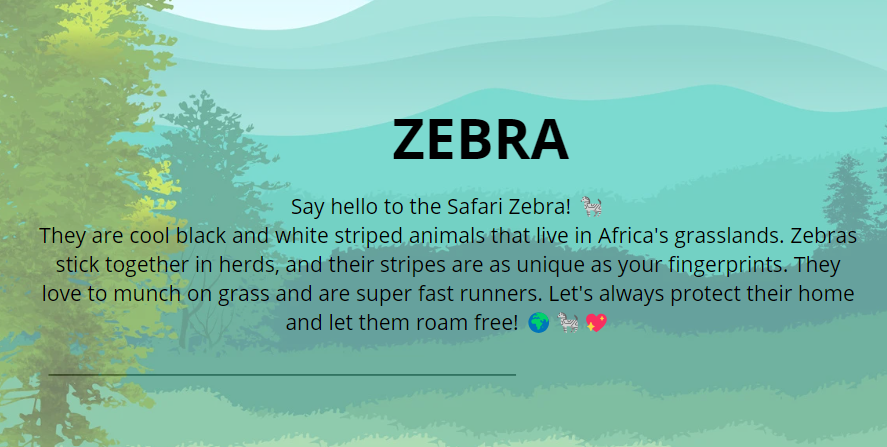 ZEBRA
Say hello to the Safari Zebra! 🦓
They are cool black and white striped animals that live in Africa's grasslands. Zebras
stick together in herds, and their stripes are as unique as your fingerprints. They
love to munch on grass and are super fast runners. Let's always protect their home
and let them roam free! 🌍 🦓 💖